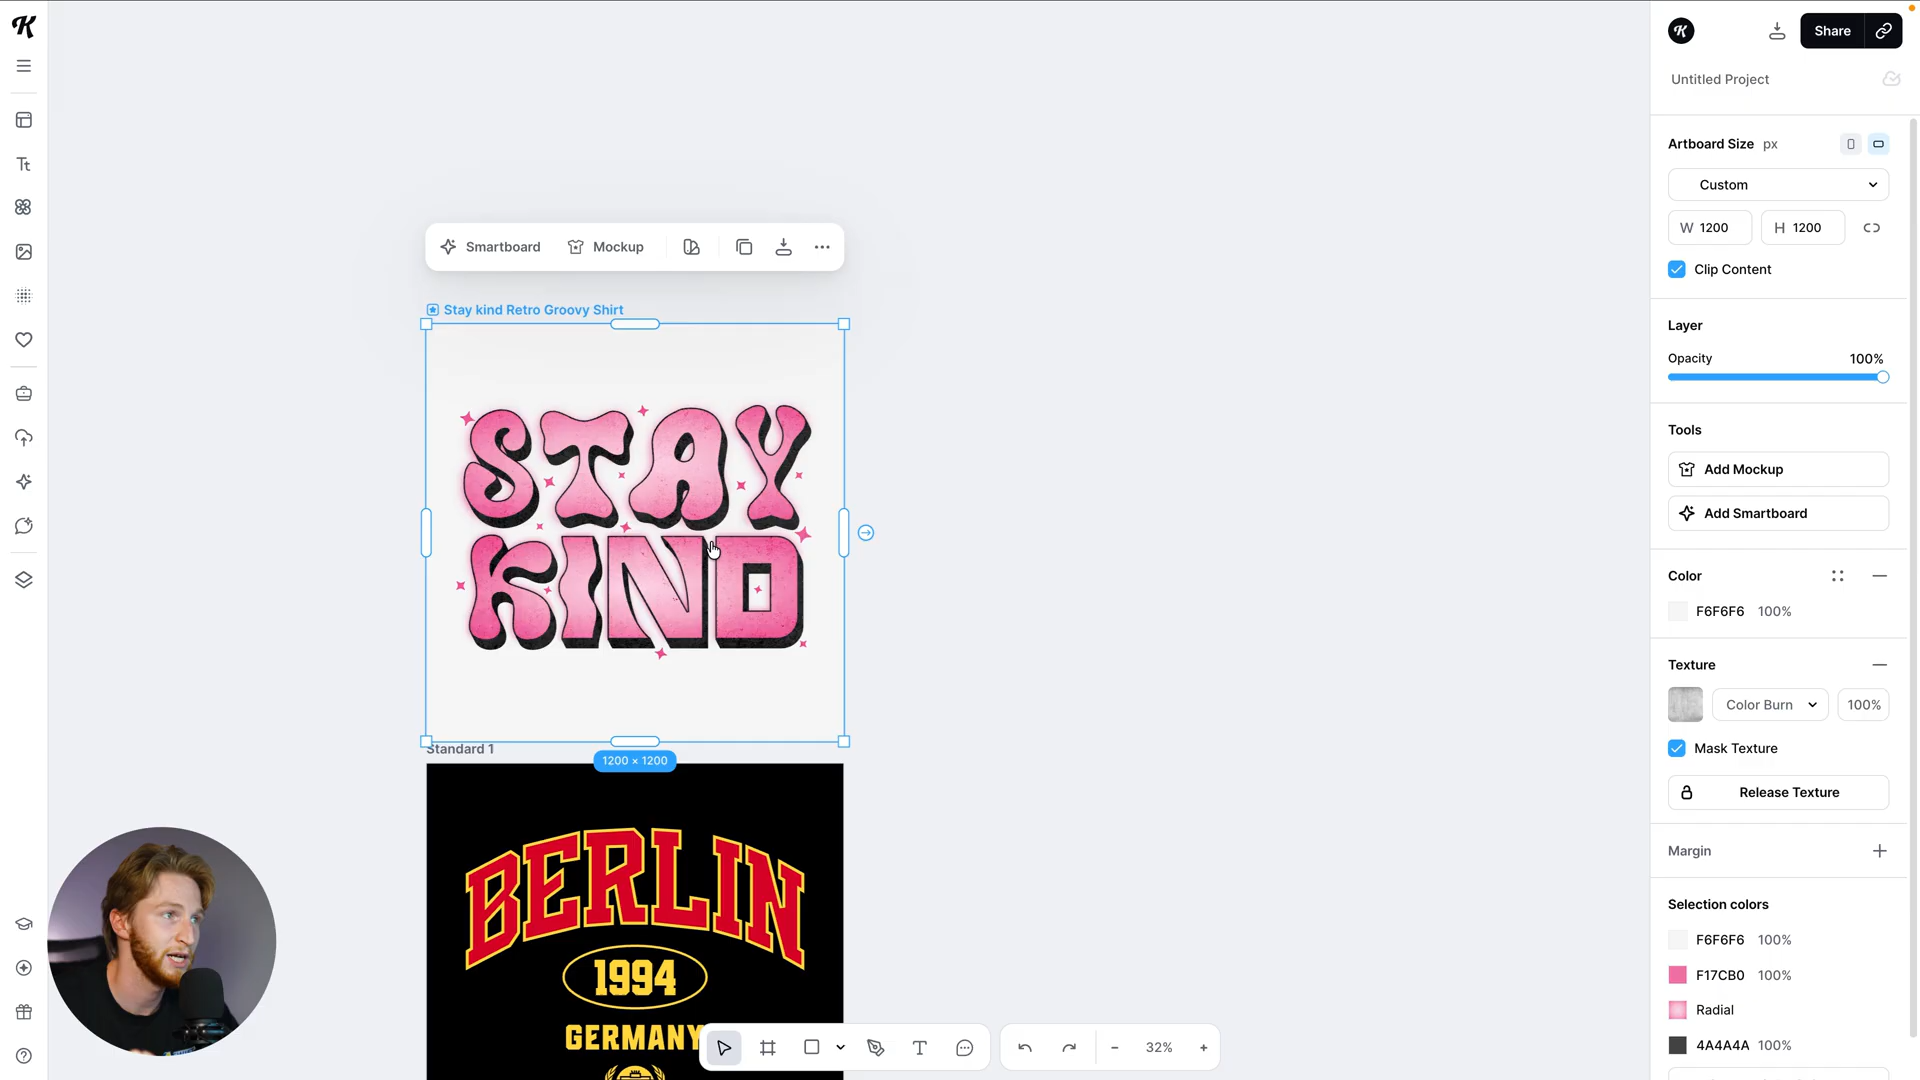 K
K
Share
Untitled Project
Artboard Size px
Custom
W 1200 H 1200
Clip Content
Layer
Opacity 100%
Tools
Add Mockup
Add Smartboard
Color
F6F6F6 100%
Texture
Color Burn 100%
Mask Texture
Release Texture
Margin
Selection colors
F6F6F6 100%
F17CB0 100%
Radial
4A4A4A 100%
Tt
Smartboard Mockup
Stay kind Retro Groovy Shirt
STAY
KIND
1200 × 1200
Standard 1
BERLIN
1994
GERMANY
T
32%